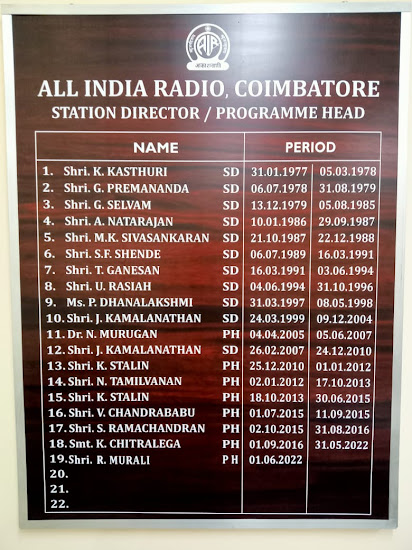 ALL INDIA RADIO, COIMBATORE
STATION DIRECTOR / PROGRAMME HEAD
NAME PERIOD
1. Shri. K. KASTHURI SD 31.01.1977 05.03.1978
2. Shri. G. PREMANANDA SD 06.07.1978 31.08.1979
3. Shri. G. SELVAM SD 13.12.1979 05.08.1985
4. Shri. A. NATARAJAN SD 10.01.1986 29.09.1987
5. Shri. M.K. SIVASANKARAN SD 21.10.1987 22.12.1988
6. Shri. S.F. SHENDE SD 06.07.1989 16.03.1991
7. Shri. T. GANESAN SD 16.03.1991 03.06.1994
8. Shri. U. RASIAH SD 04.06.1994 31.10.1996
9. Ms. P. DHANALAKSHMI SD 31.03.1997 08.05.1998
10. Shri. J. KAMALANATHAN SD 24.03.1999 09.12.2004
11. Dr. N. MURUGAN PH 04.04.2005 05.06.2007
12. Shri. J. KAMALANATHAN SD 26.02.2007 24.12.2010
13. Shri. K. STALIN PH 25.12.2010 01.01.2012
14. Shri. N. TAMILVANAN PH 02.01.2012 17.10.2013
15. Shri. K. STALIN PH 18.10.2013 30.06.2015
16. Shri. V. CHANDRABABU PH 01.07.2015 11.09.2015
17. Shri. S. RAMACHANDRAN PH 02.10.2015 31.08.2016
18. Smt. K. CHITRALEGA PH 01.09.2016 31.05.2022
19. Shri. R. MURALI PH 01.06.2022
20.
21.
22.